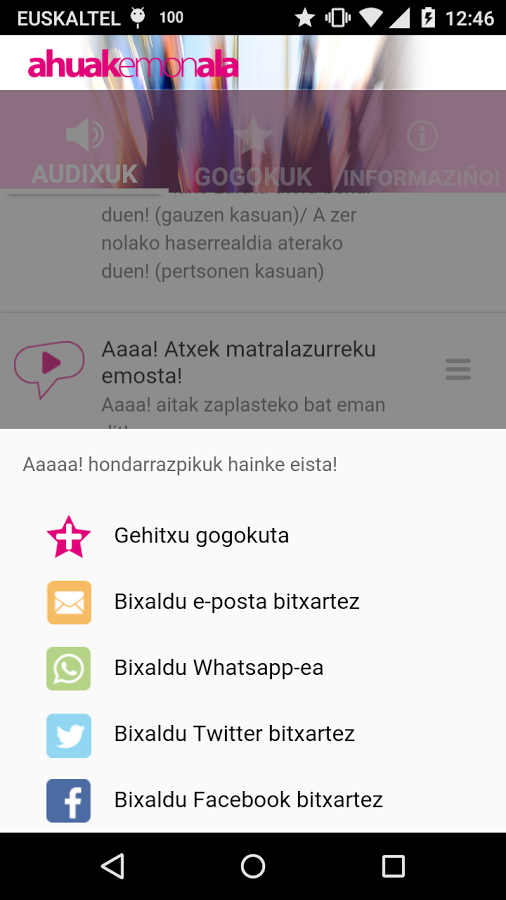 EUSKALTEL 100 12:46
ahuakemonala
AUDIXUK GOGOKUK INFORMAZIÑOI
duen! (gauzen kasuan)/ A zer
nolako haserrealdia aterako
duen! (pertsonen kasuan)
Aaaa! Atxek matralazurreku
emosta!
Aaaa! aitak zaplasteko bat eman
Aaaaa! hondarrazpikuk hainke eista!
Gehitxu gogokuta
Bixaldu e-posta bitxartez
Bixaldu Whatsapp-ea
Bixaldu Twitter bitxartez
Bixaldu Facebook bitxartez